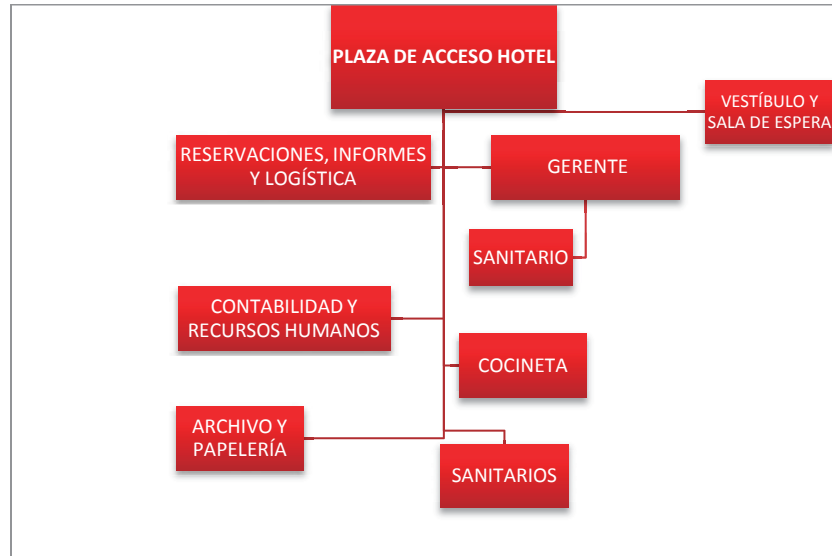 PLAZA DE ACCESO HOTEL
VESTÍBULO Y
SALA DE ESPERA
RESERVACIONES, INFORMES
Y LOGÍSTICA
GERENTE
SANITARIO
CONTABILIDAD Y
RECURSOS HUMANOS
COCINETA
ARCHIVO Y
PAPELERÍA
SANITARIOS